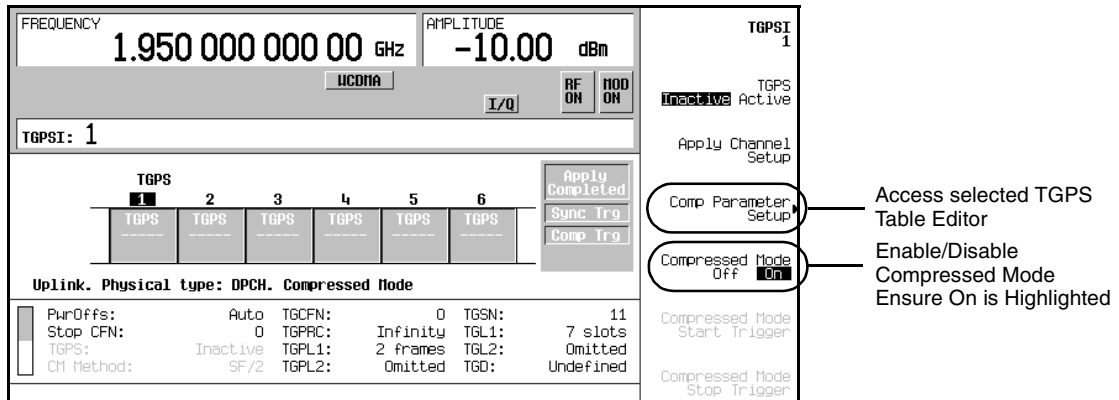 FREQUENCY
1.950 000 000 00 GHz
AMPLITUDE
-10.00 dBm
WCDMA
I/Q
RF ON
MOD ON
TGPSI: 1
TGPS
1 2 3 4 5 6
TGPS TGPS TGPS TGPS TGPS TGPS
----- ----- ----- ----- ----- -----
Apply Completed
Sync Trg
Comp Trg
Uplink. Physical type: DPCH. Compressed Mode
PwrOffs: Auto TGCFN: 0 TGSN: 11
Stop CFN: 0 TGPRC: Infinity TGL1: 7 slots
TGPS: Inactive TGPL1: 2 frames TGL2: Omitted
CM Method: SF/2 TGPL2: Omitted TGD: Undefined
TGPSI
1
TGPS
Inactive Active
Apply Channel
Setup
Comp Parameter
Setup
Compressed Mode
Off On
Compressed Mode
Start Trigger
Compressed Mode
Stop Trigger
Access selected TGPS
Table Editor
Enable/Disable
Compressed Mode
Ensure On is Highlighted